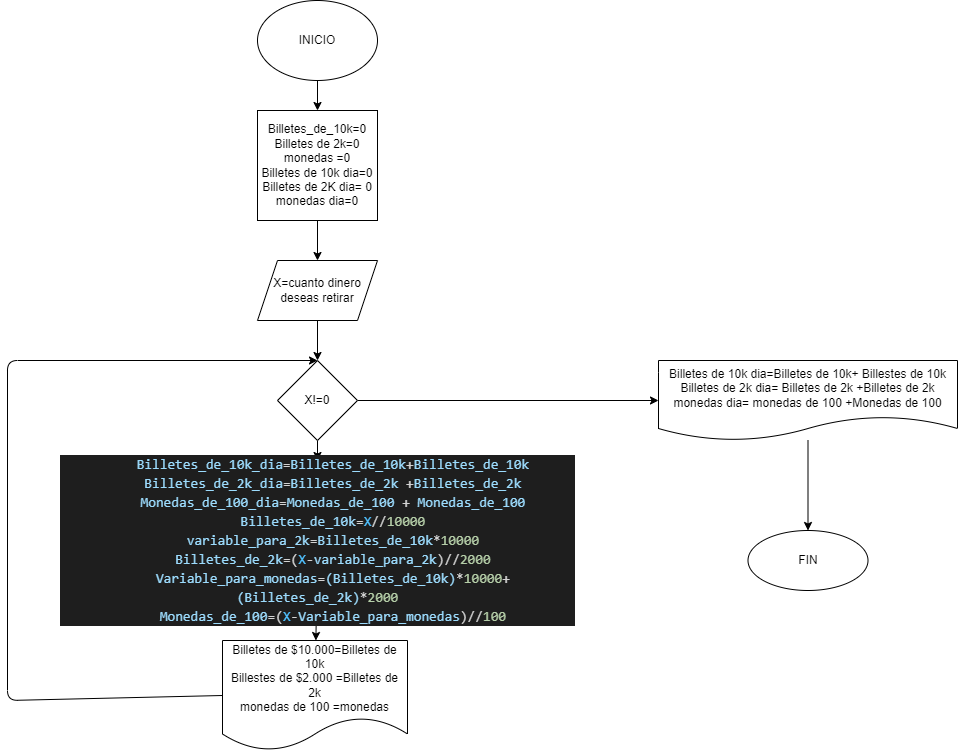 INICIO
Billetes_de_10k=0
Billetes de 2k=0
monedas =0
Billetes de 10k dia=0
Billetes de 2K dia= 0
monedas dia=0
X=cuanto dinero
deseas retirar
X!=0
Billetes de 10k dia=Billetes de 10k+ Billestes de 10k
Billetes de 2k dia= Billetes de 2k +Billetes de 2k
monedas dia= monedas de 100 +Monedas de 100
Billetes_de_10k_dia=Billetes_de_10k+Billetes_de_10k
Billetes_de_2k_dia=Billetes_de_2k +Billetes_de_2k
Monedas_de_100_dia=Monedas_de_100 + Monedas_de_100
Billetes_de_10k=X//10000
variable_para_2k=Billetes_de_10k*10000
Billetes_de_2k=(X-variable_para_2k)//2000
Variable_para_monedas=(Billetes_de_10k)*10000+
(Billetes_de_2k)*2000
Monedas_de_100=(X-Variable_para_monedas)//100
FIN
Billetes de $10.000=Billetes de
10k
Billestes de $2.000 =Billetes de
2k
monedas de 100 =monedas